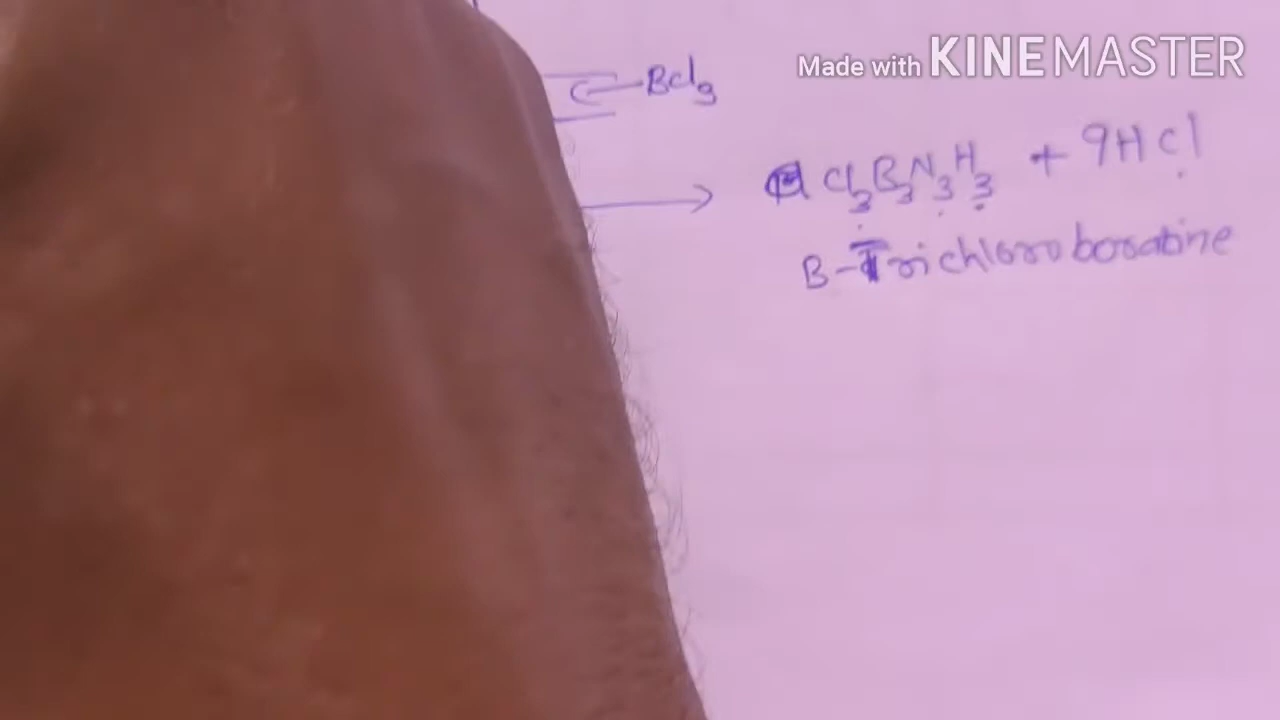 Made with KINEMASTER
BCl3
Cl3B3N3H3 + 9HCl
B-Trichloroborazine